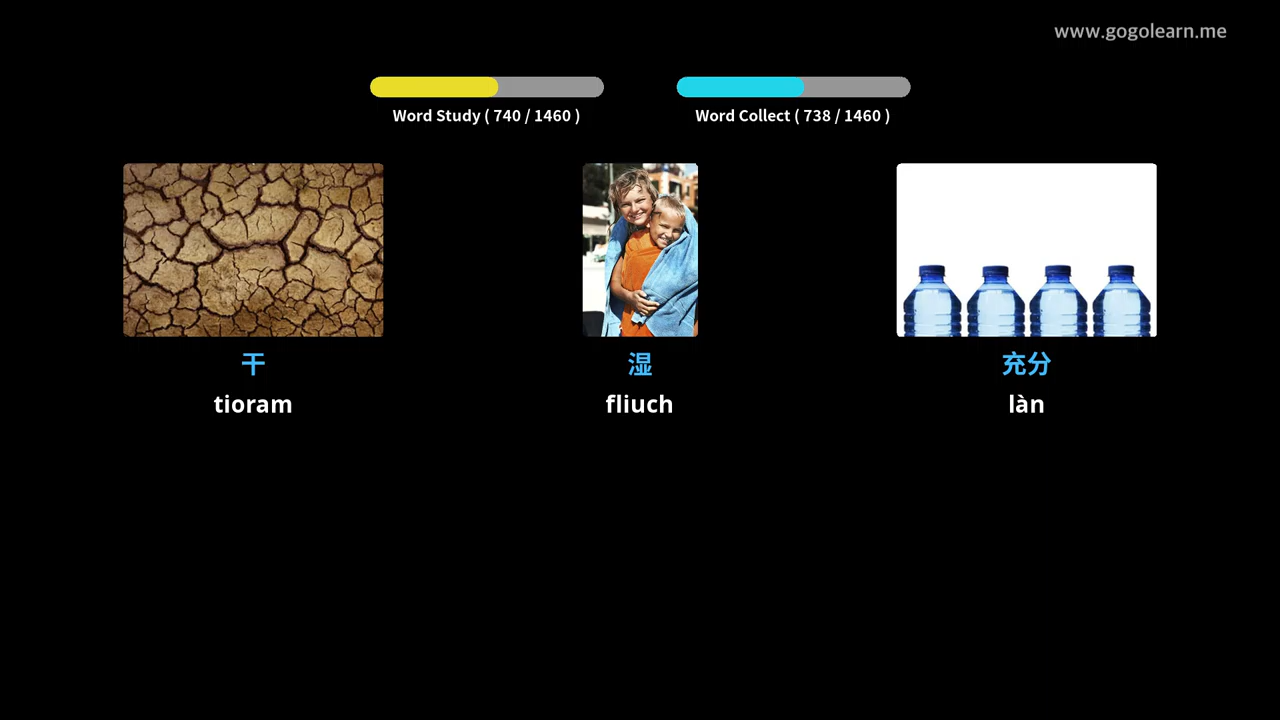 www.gogolearn.me
Word Study ( 740 / 1460 )
Word Collect ( 738 / 1460 )
干
湿
充分
tioram
fliuch
làn